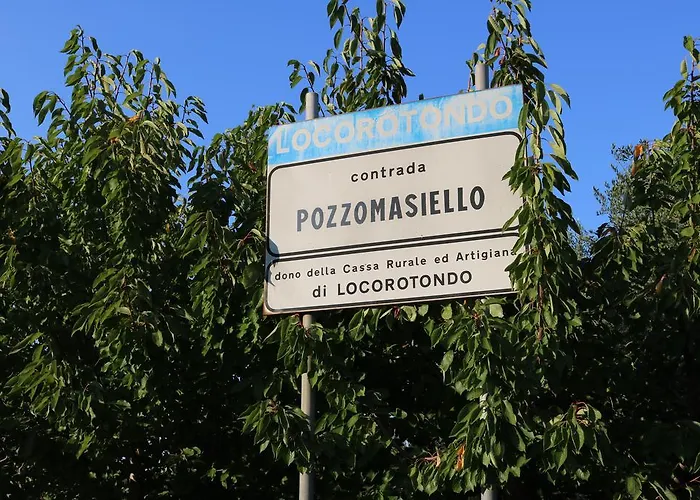 LOCOROTONDO
contrada
POZZOMASIELLO
dono della Cassa Rurale ed Artigiana
di LOCOROTONDO